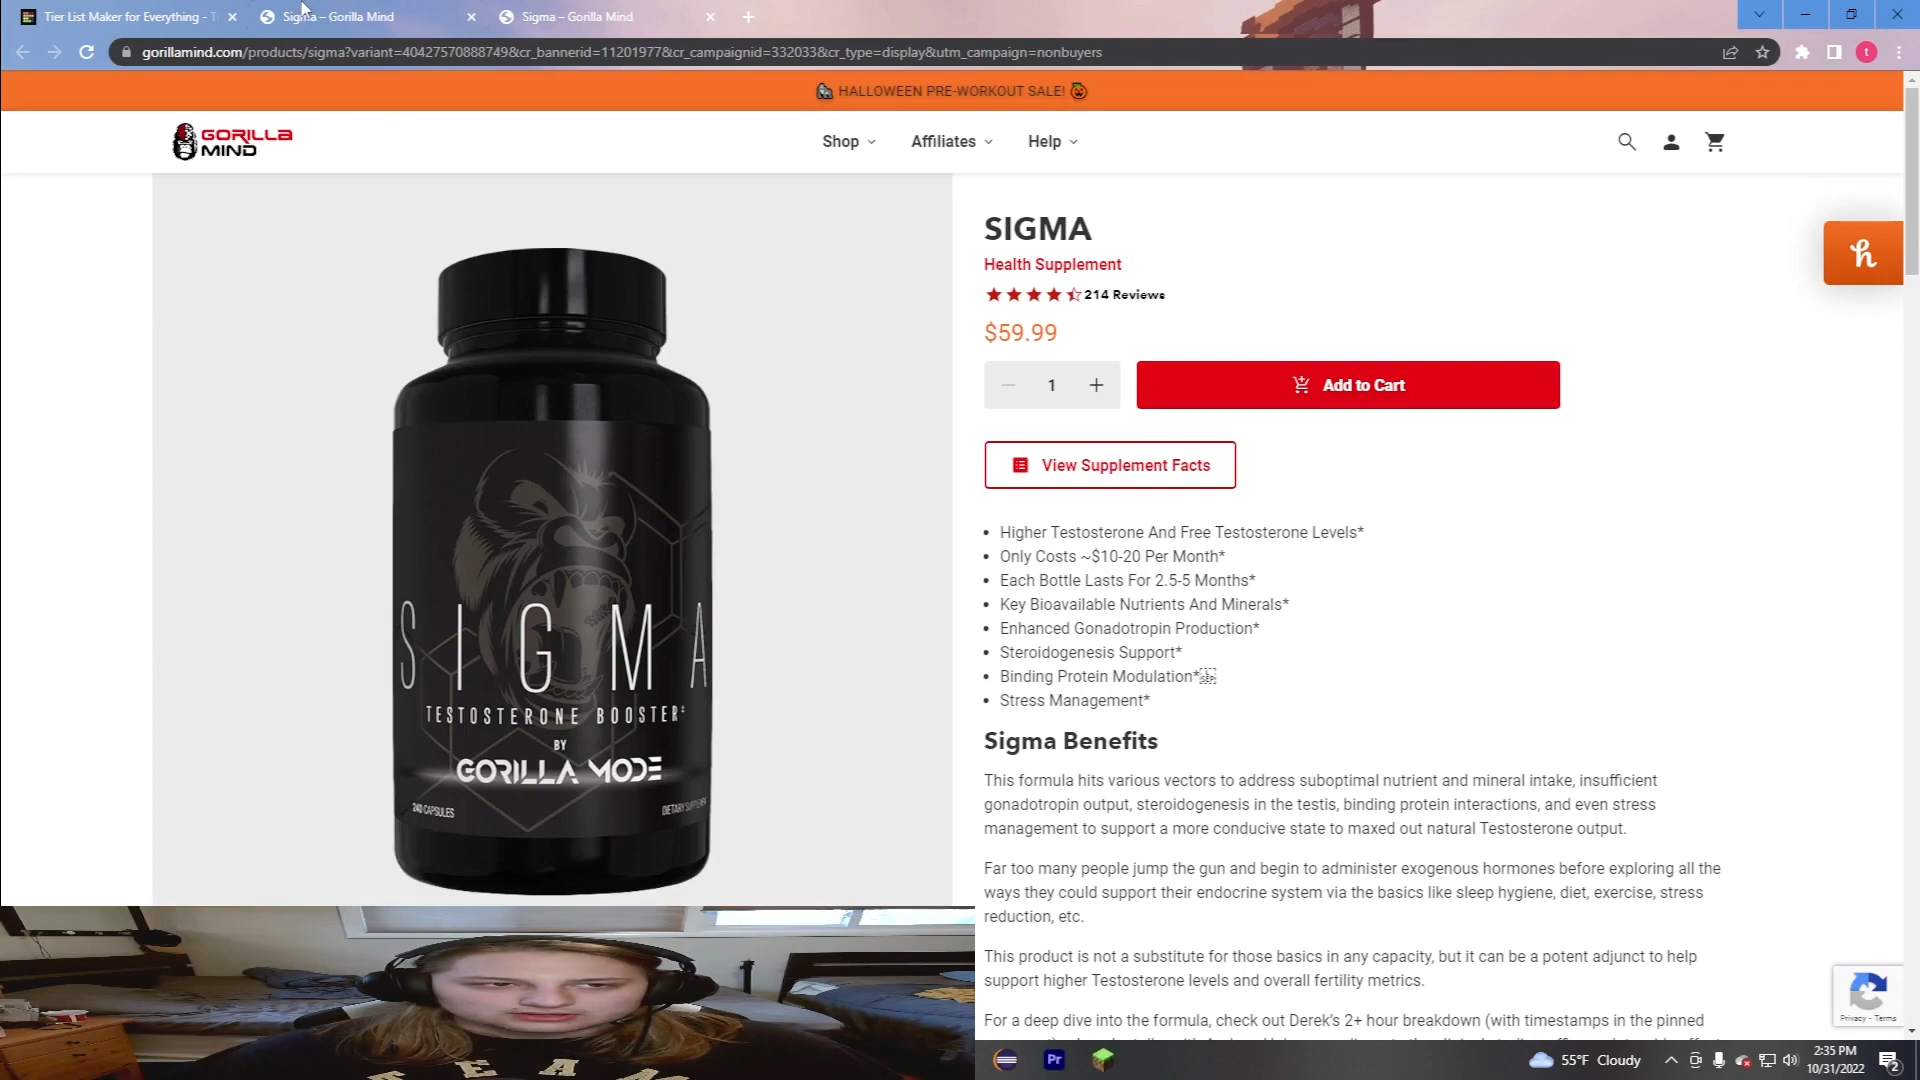 Tier List Maker for Everything - T
Sigma – Gorilla Mind
Sigma – Gorilla Mind
gorillamind.com/products/sigma?variant=40427570888749&cr_bannerid=11201977&cr_campaignid=332033&cr_type=display&utm_campaign=nonbuyers
t
HALLOWEEN PRE-WORKOUT SALE!
GORILLA MIND
Shop
Affiliates
Help
SIGMA
Health Supplement
214 Reviews
$59.99
1
Add to Cart
View Supplement Facts
• Higher Testosterone And Free Testosterone Levels*
• Only Costs ~$10-20 Per Month*
• Each Bottle Lasts For 2.5-5 Months*
• Key Bioavailable Nutrients And Minerals*
• Enhanced Gonadotropin Production*
• Steroidogenesis Support*
• Binding Protein Modulation*
• Stress Management*
Sigma Benefits
This formula hits various vectors to address suboptimal nutrient and mineral intake, insufficient
gonadotropin output, steroidogenesis in the testis, binding protein interactions, and even stress
management to support a more conducive state to maxed out natural Testosterone output.
Far too many people jump the gun and begin to administer exogenous hormones before exploring all the
ways they could support their endocrine system via the basics like sleep hygiene, diet, exercise, stress
reduction, etc.
This product is not a substitute for those basics in any capacity, but it can be a potent adjunct to help
support higher Testosterone levels and overall fertility metrics.
For a deep dive into the formula, check out Derek's 2+ hour breakdown (with timestamps in the pinned
SIGMA
TESTOSTERONE BOOSTER
BY
GORILLA MODE
240 CAPSULES
DIETARY
TEAM
Privacy - Terms
Pr
55°F Cloudy
2:35 PM
10/31/2022
2